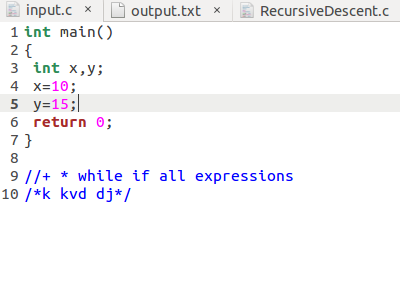 input.c × output.txt × RecursiveDescent.c
1 int main()
2 {
3 int x,y;
4 x=10;
5 y=15;
6 return 0;
7 }
8
9 //+ * while if all expressions
10 /*k kvd dj*/